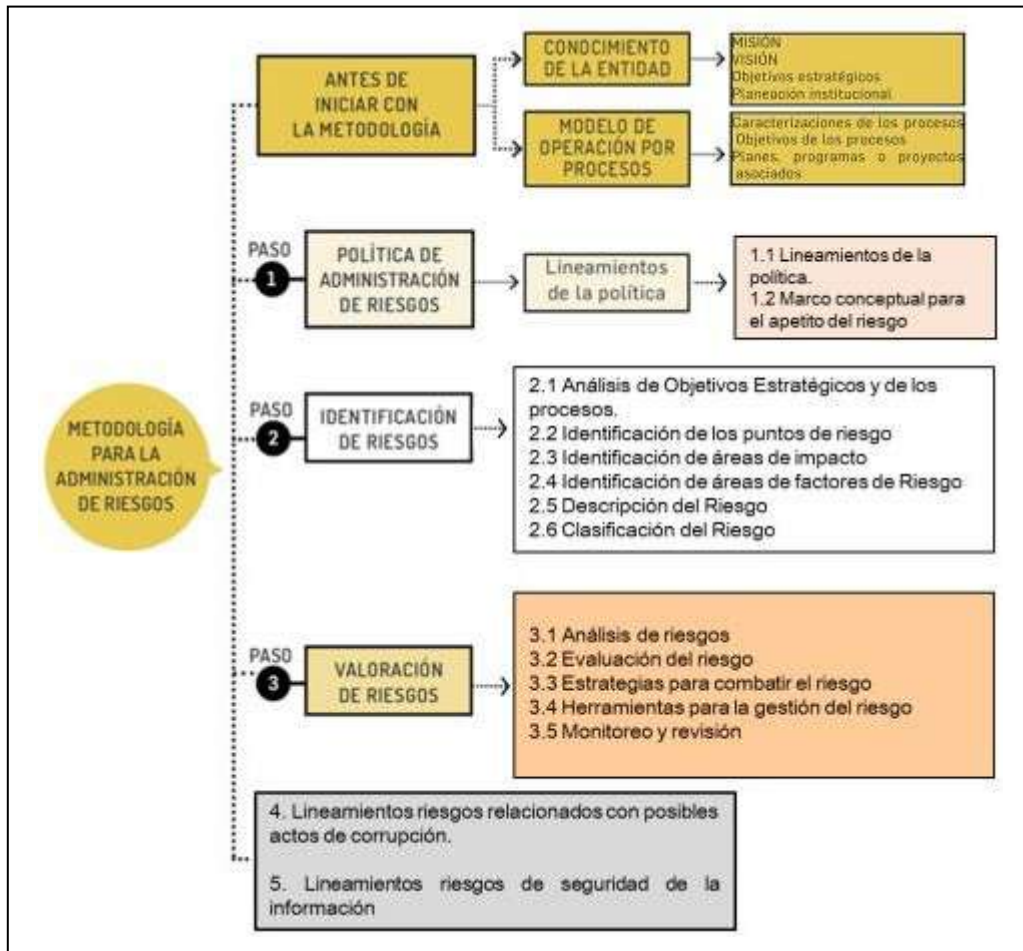 ANTES DE
INICIAR CON
LA METODOLOGÍA
CONOCIMIENTO
DE LA ENTIDAD
MISIÓN
VISIÓN
Objetivos estratégicos
Planeación institucional
MODELO DE
OPERACIÓN POR
PROCESOS
Caracterizaciones de los procesos
Objetivos de los procesos
Planes, programas o proyectos
asociados
PASO
1
POLÍTICA DE
ADMINISTRACIÓN
DE RIESGOS
Lineamientos
de la política
1.1 Lineamientos de la
política.
1.2 Marco conceptual para
el apetito del riesgo
METODOLOGÍA
PARA LA
ADMINISTRACIÓN
DE RIESGOS
PASO
2
IDENTIFICACIÓN
DE RIESGOS
2.1 Análisis de Objetivos Estratégicos y de los
procesos.
2.2 Identificación de los puntos de riesgo
2.3 Identificación de áreas de impacto
2.4 Identificación de áreas de factores de Riesgo
2.5 Descripción del Riesgo
2.6 Clasificación del Riesgo
PASO
3
VALORACIÓN
DE RIESGOS
3.1 Análisis de riesgos
3.2 Evaluación del riesgo
3.3 Estrategias para combatir el riesgo
3.4 Herramientas para la gestión del riesgo
3.5 Monitoreo y revisión
4. Lineamientos riesgos relacionados con posibles
actos de corrupción.
5. Lineamientos riesgos de seguridad de la
información